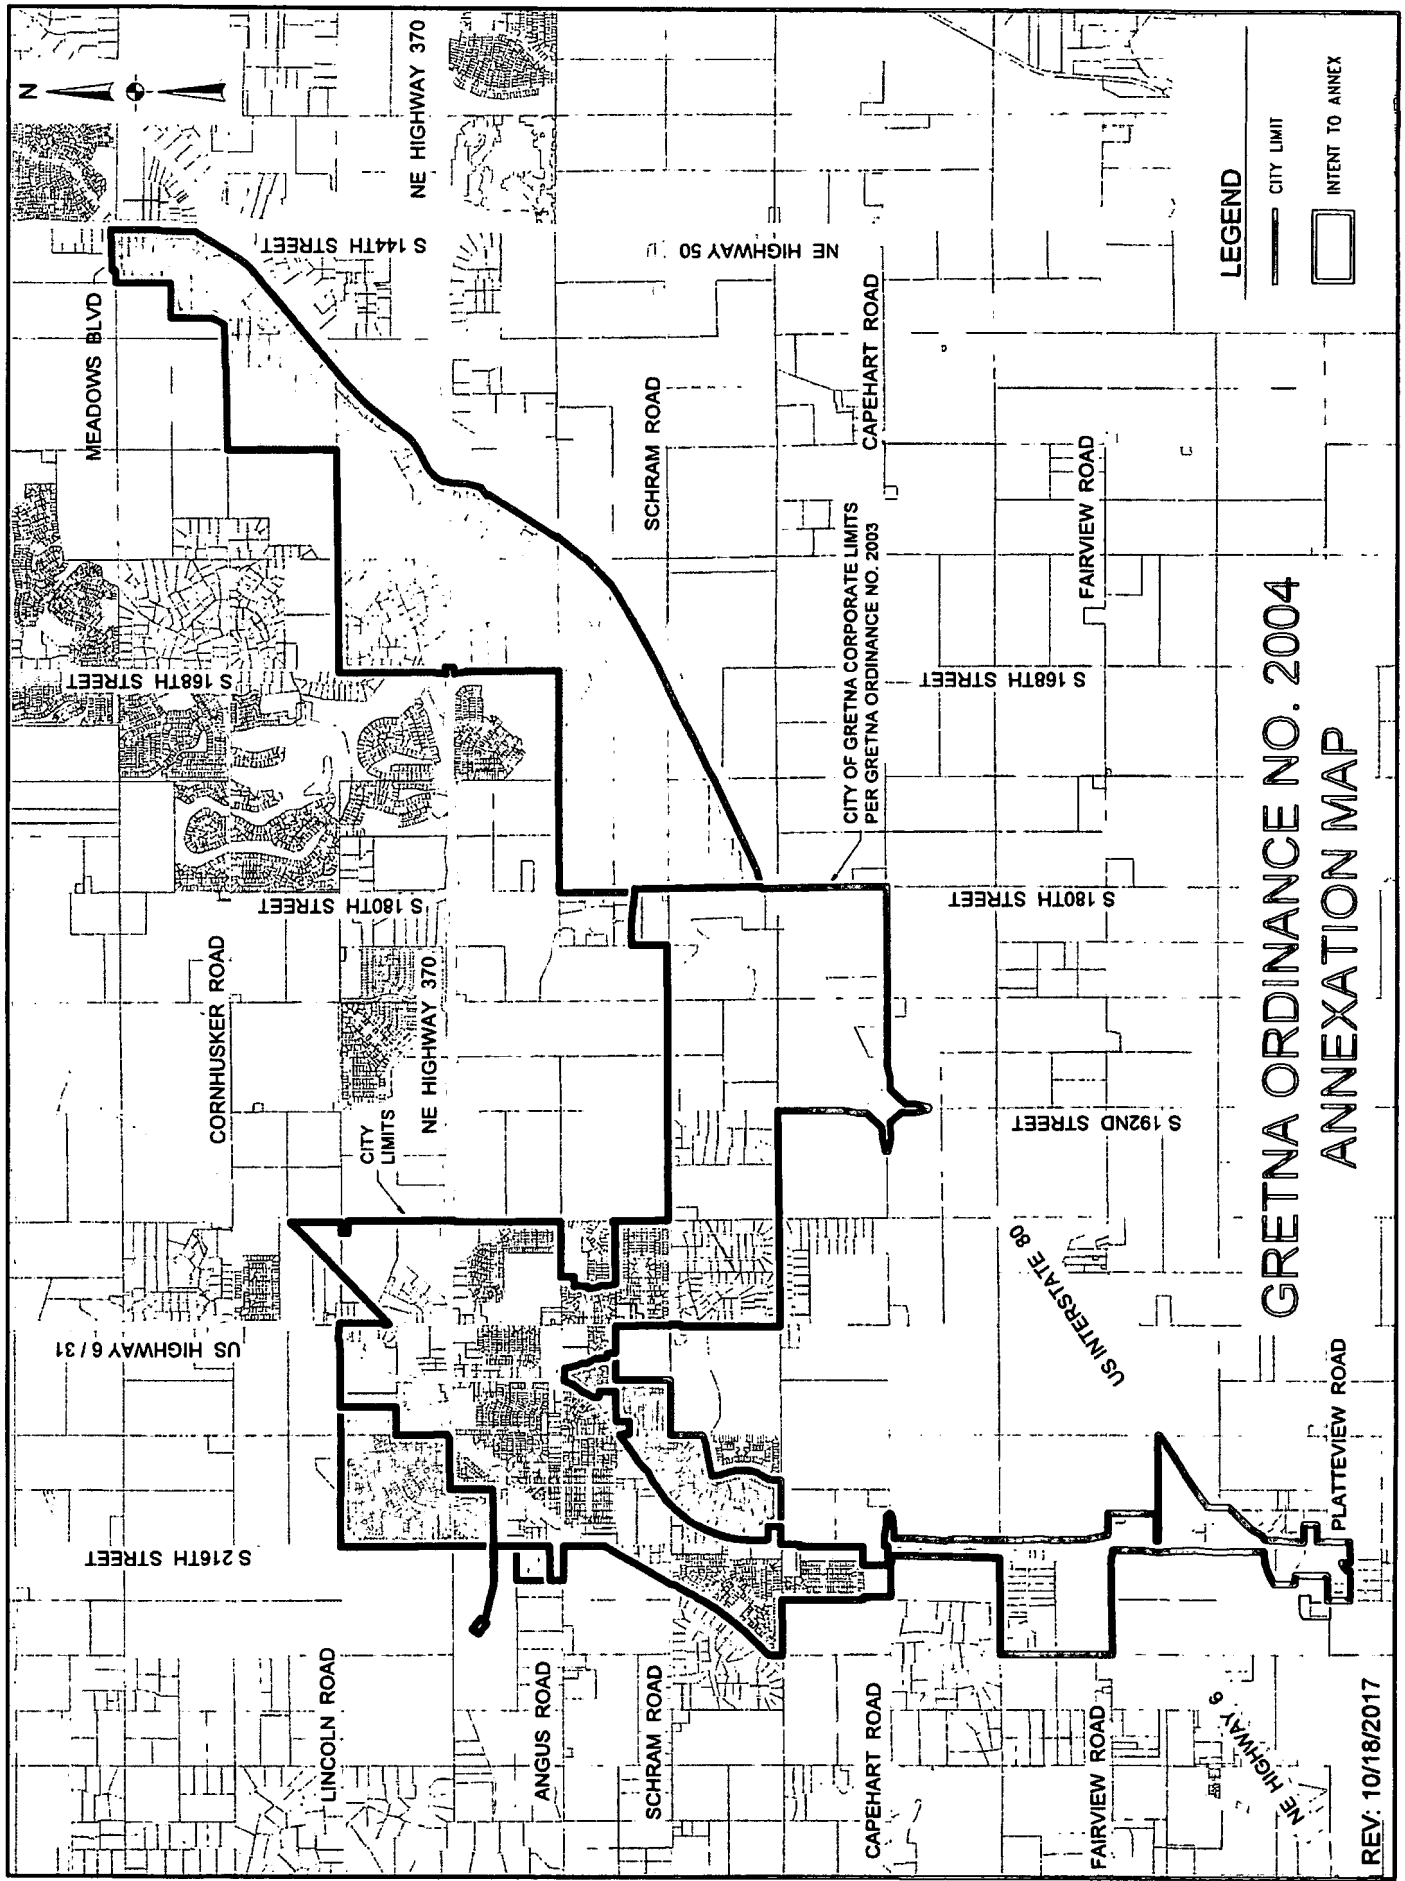 N
NE HIGHWAY 370
MEADOWS BLVD
S 144TH STREET
NE HIGHWAY 50
SCHRAM ROAD
CAPEHART ROAD
FAIRVIEW ROAD
LEGEND
CITY LIMIT
INTENT TO ANNEX
S 168TH STREET
S 168TH STREET
CITY OF GRETNA CORPORATE LIMITS
PER GRETNA ORDINANCE NO. 2003
S 180TH STREET
S 180TH STREET
CORNHUSKER ROAD
NE HIGHWAY 370
CITY
LIMITS
S 192ND STREET
US HIGHWAY 6 / 31
US INTERSTATE 80
S 216TH STREET
LINCOLN ROAD
ANGUS ROAD
SCHRAM ROAD
CAPEHART ROAD
FAIRVIEW ROAD
NE HIGHWAY 6
PLATTEVIEW ROAD
GRETNA ORDINANCE NO. 2004
ANNEXATION MAP
REV: 10/18/2017